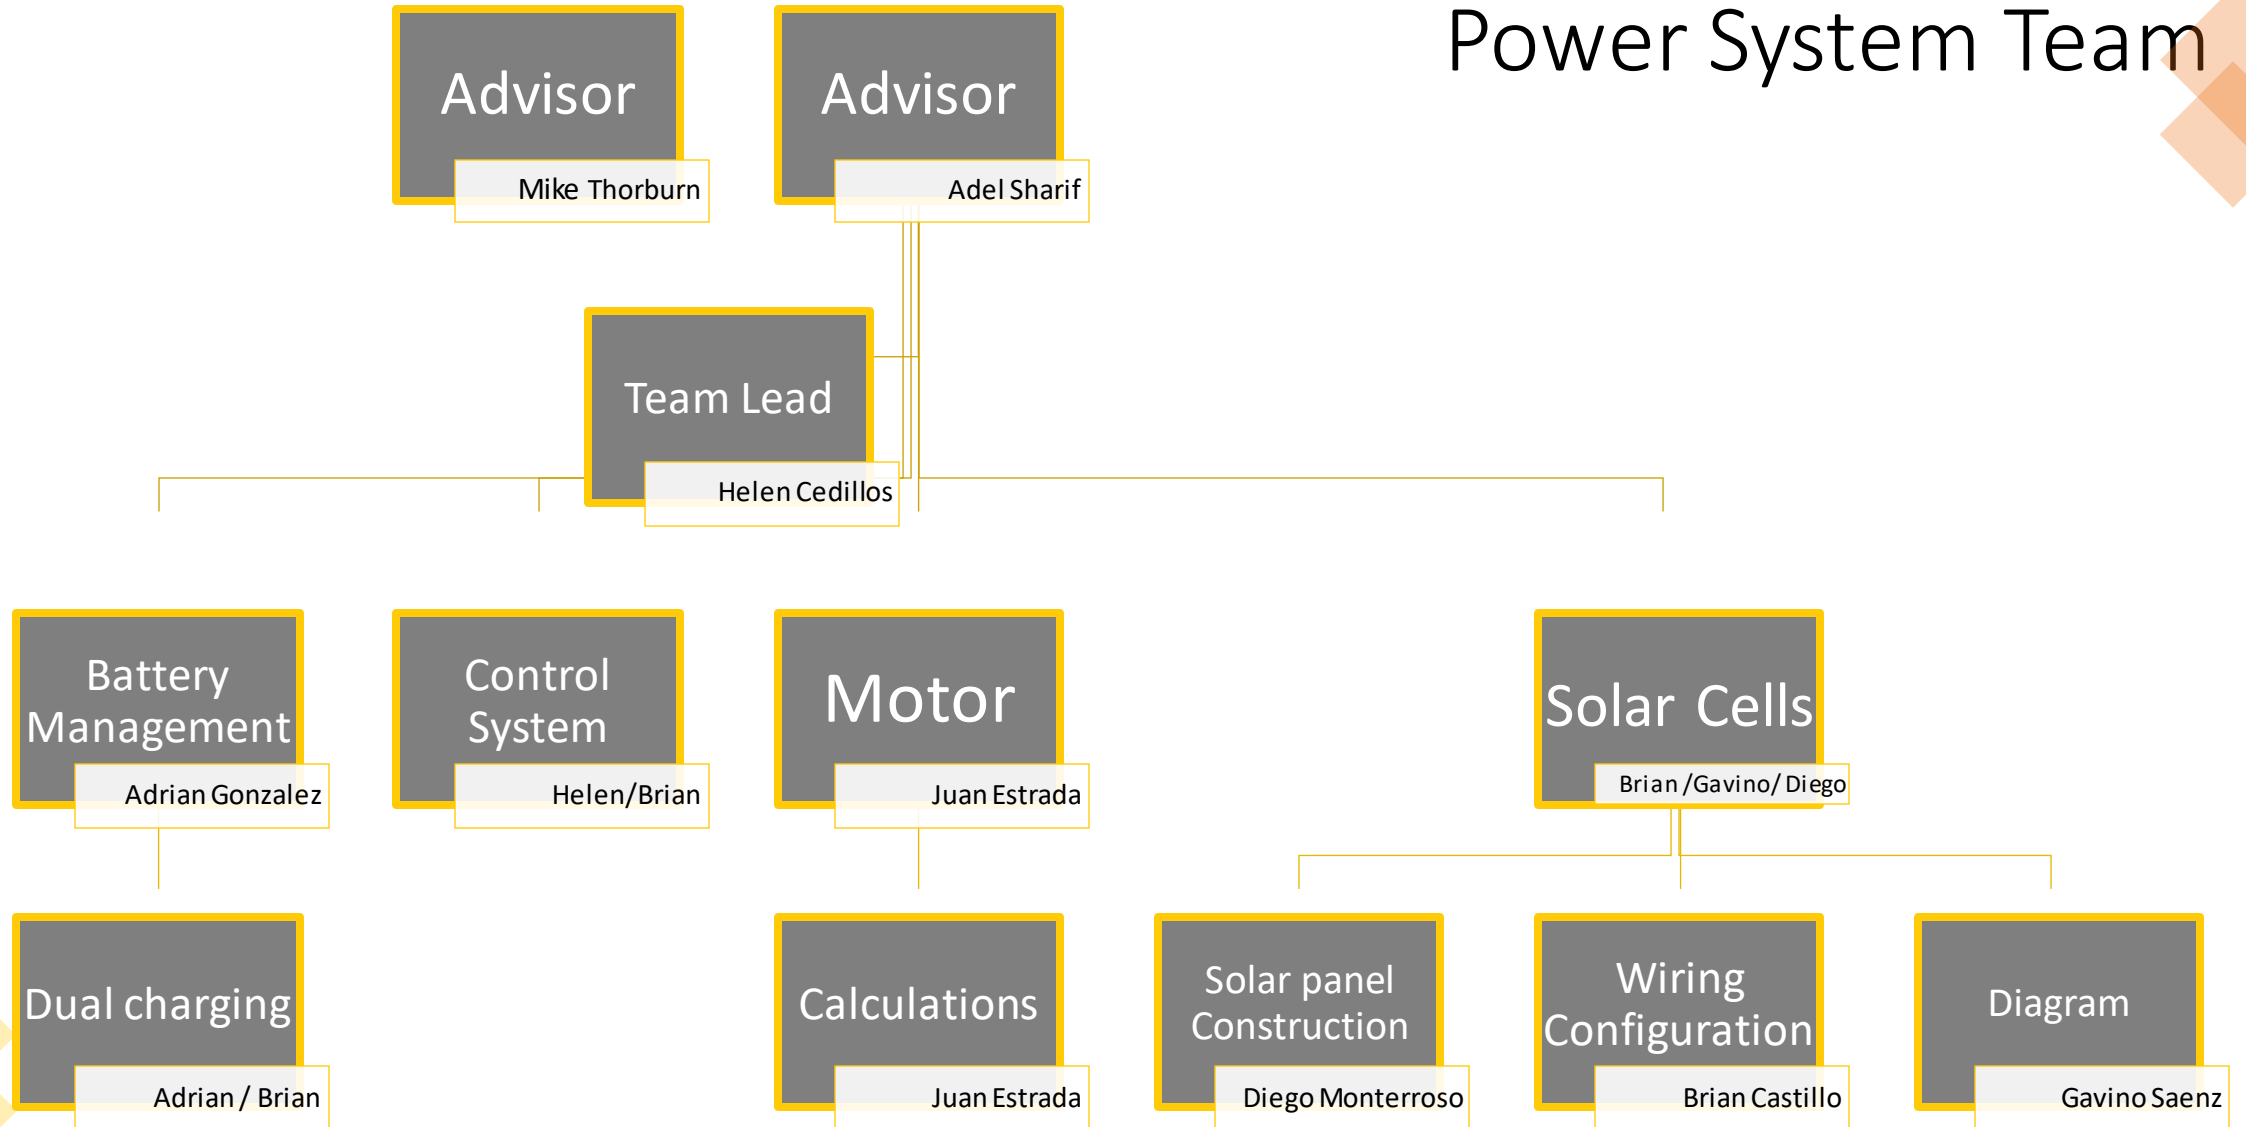 Power System Team
Advisor
Mike Thorburn
Advisor
Adel Sharif
Team Lead
Helen Cedillos
Battery
Management
Adrian Gonzalez
Control
System
Helen/Brian
Motor
Juan Estrada
Solar Cells
Brian /Gavino/ Diego
Dual charging
Adrian / Brian
Calculations
Juan Estrada
Solar panel
Construction
Diego Monterroso
Wiring
Configuration
Brian Castillo
Diagram
Gavino Saenz